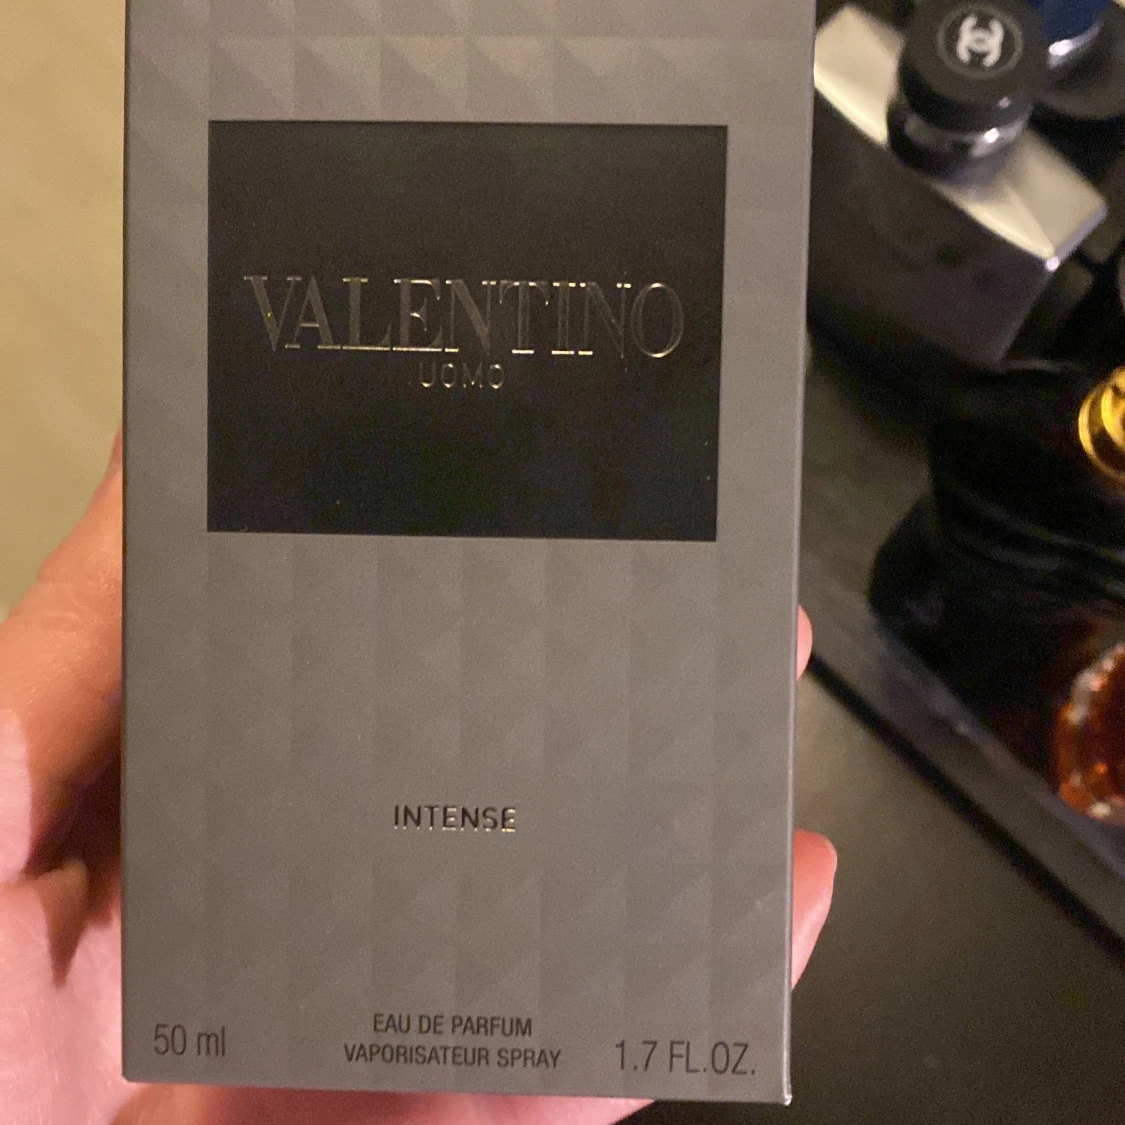 VALENTINO
UOMO
INTENSE
50 ml
EAU DE PARFUM
VAPORISATEUR SPRAY
1.7 FL.OZ.